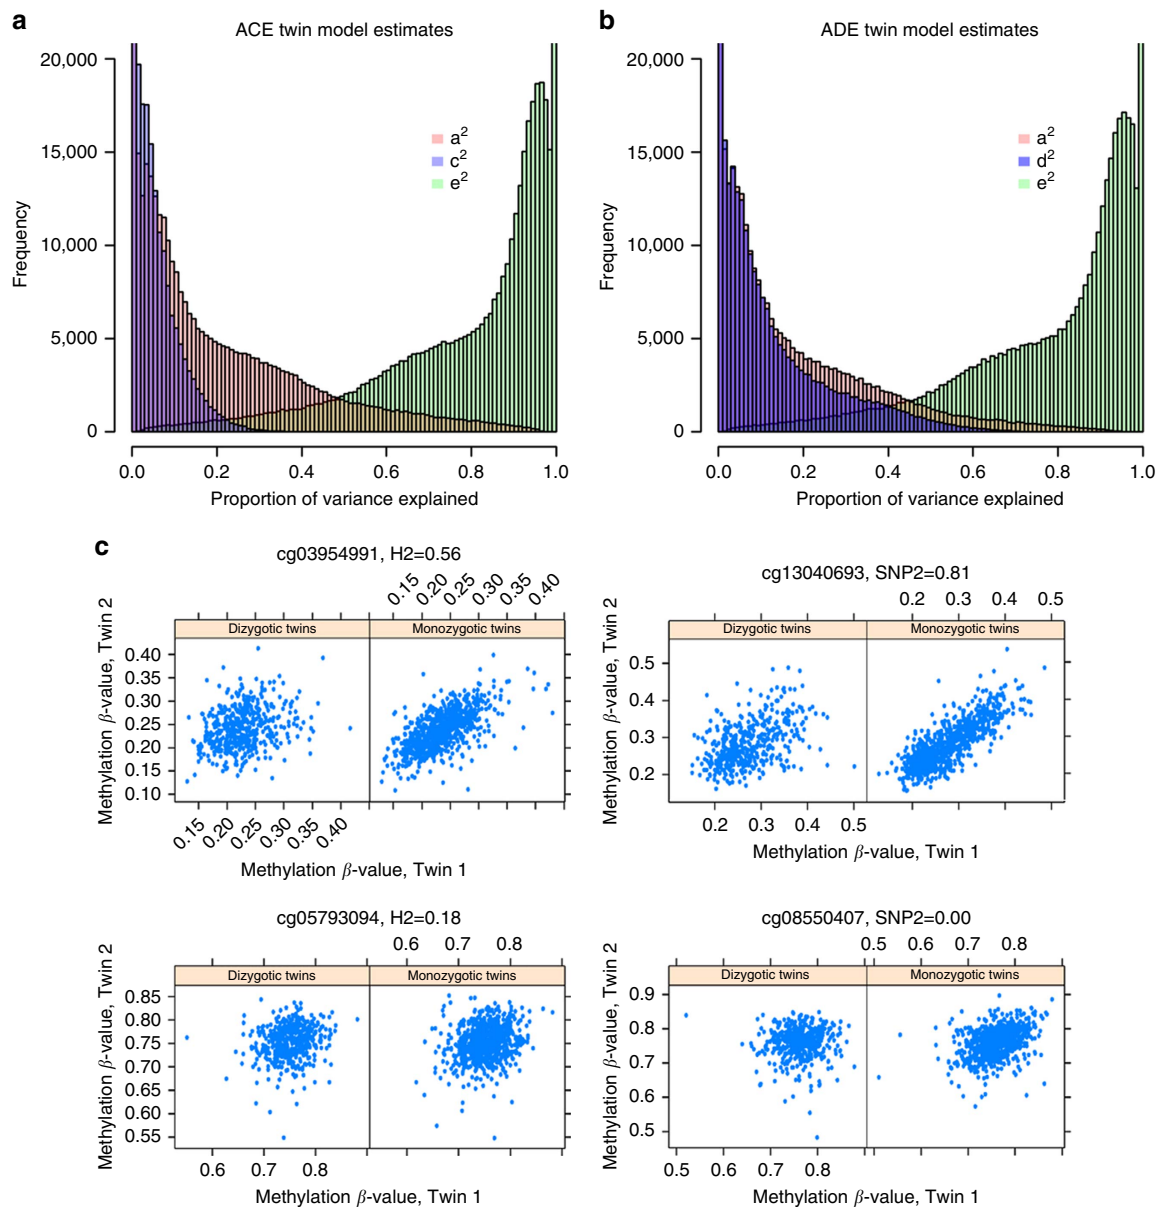 a
ACE twin model estimates
20,000
15,000
10,000
5,000
0
Frequency
a²
c²
e²
0.0 0.2 0.4 0.6 0.8 1.0
Proportion of variance explained
b
ADE twin model estimates
20,000
15,000
10,000
5,000
0
Frequency
a²
d²
e²
0.0 0.2 0.4 0.6 0.8 1.0
Proportion of variance explained
c
cg03954991, H2=0.56
0.15 0.20 0.25 0.30 0.35 0.40
Dizygotic twins Monozygotic twins
Methylation β-value, Twin 2
0.40
0.35
0.30
0.25
0.20
0.15
0.10
0.15 0.20 0.25 0.30 0.35 0.40
Methylation β-value, Twin 1
cg13040693, SNP2=0.81
0.2 0.3 0.4 0.5
Dizygotic twins Monozygotic twins
Methylation β-value, Twin 2
0.5
0.4
0.3
0.2
0.2 0.3 0.4 0.5
Methylation β-value, Twin 1
cg05793094, H2=0.18
0.6 0.7 0.8
Dizygotic twins Monozygotic twins
Methylation β-value, Twin 2
0.85
0.80
0.75
0.70
0.65
0.60
0.55
0.6 0.7 0.8
Methylation β-value, Twin 1
cg08550407, SNP2=0.00
0.5 0.6 0.7 0.8
Dizygotic twins Monozygotic twins
Methylation β-value, Twin 2
0.9
0.8
0.7
0.6
0.5
0.5 0.6 0.7 0.8
Methylation β-value, Twin 1